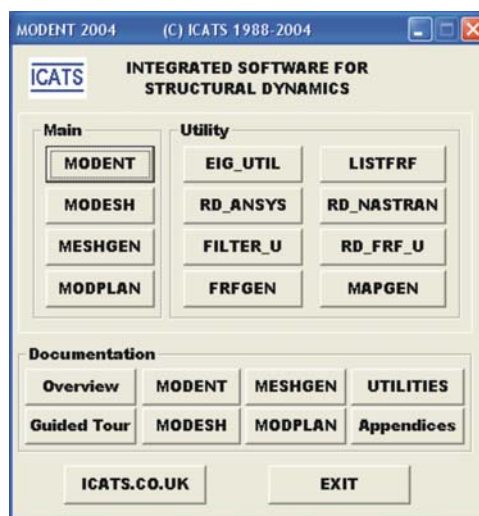 MODENT 2004 (C) ICATS 1988-2004
ICATS
INTEGRATED SOFTWARE FOR
STRUCTURAL DYNAMICS
Main
MODENT
MODESH
MESHGEN
MODPLAN
Utility
EIG_UTIL LISTFRF
RD_ANSYS RD_NASTRAN
FILTER_U RD_FRF_U
FRFGEN MAPGEN
Documentation
Overview MODENT MESHGEN UTILITIES
Guided Tour MODESH MODPLAN Appendices
ICATS.CO.UK EXIT